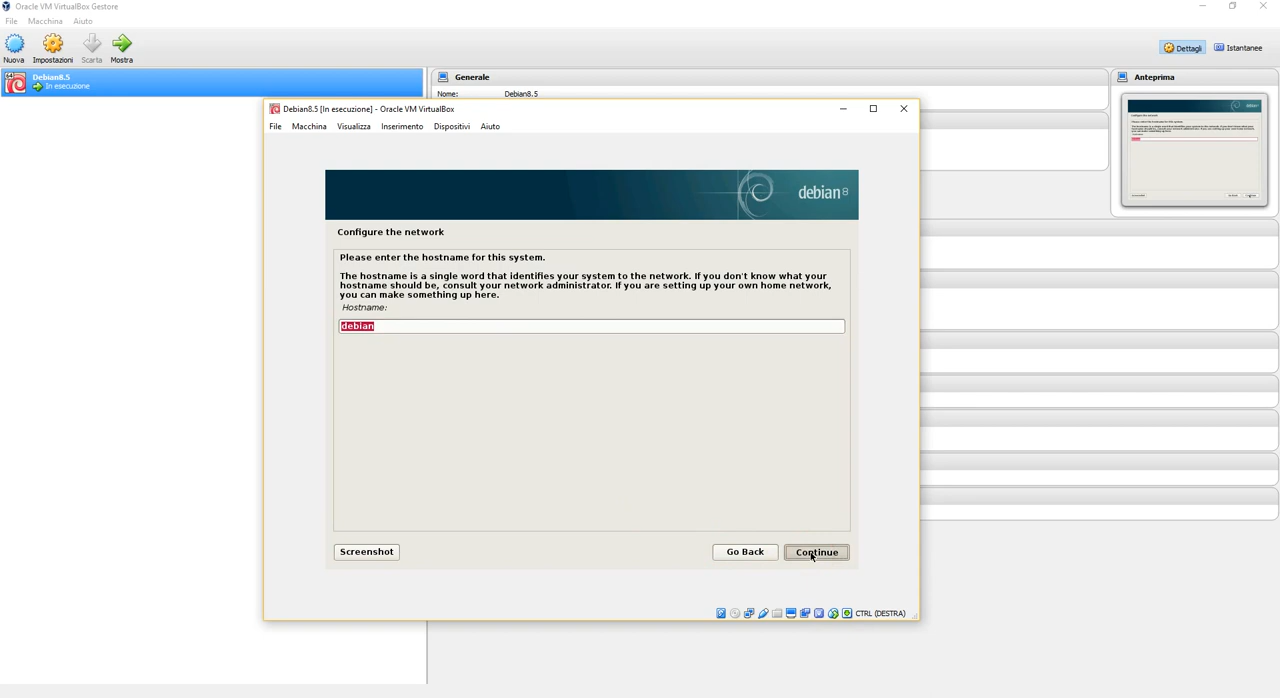 Oracle VM VirtualBox Gestore
File Macchina Aiuto
Nuova Impostazioni Scarta Mostra
Dettagli Istantanee
64
Debian8.5
In esecuzione
Generale
Nome: Debian8.5
Anteprima
Debian8.5 [In esecuzione] - Oracle VM VirtualBox
File Macchina Visualizza Inserimento Dispositivi Aiuto
debian 8
Configure the network
Please enter the hostname for this system.
The hostname is a single word that identifies your system to the network. If you don't know what your
hostname should be, consult your network administrator. If you are setting up your own home network,
you can make something up here.
Hostname:
debian
Screenshot Go Back Continue
CTRL (DESTRA)